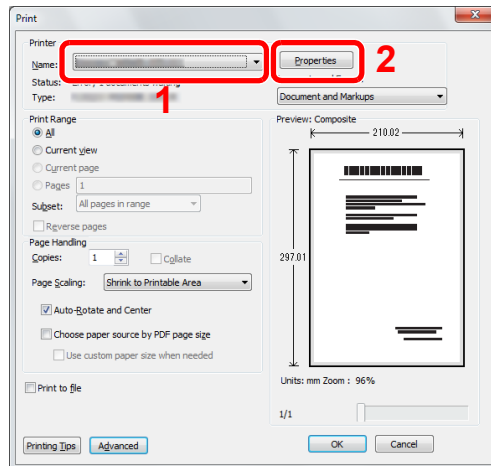 Print
Printer
Name:
Properties
1
2
Status:
Type:
Document and Markups
Print Range
All
Current view
Current page
Pages 1
Subset: All pages in range
Reverse pages
Page Handling
Copies: 1 Collate
Page Scaling: Shrink to Printable Area
Auto-Rotate and Center
Choose paper source by PDF page size
Use custom paper size when needed
Print to file
Preview: Composite
210.02
297.01
Units: mm Zoom : 96%
1/1
Printing Tips Advanced OK Cancel